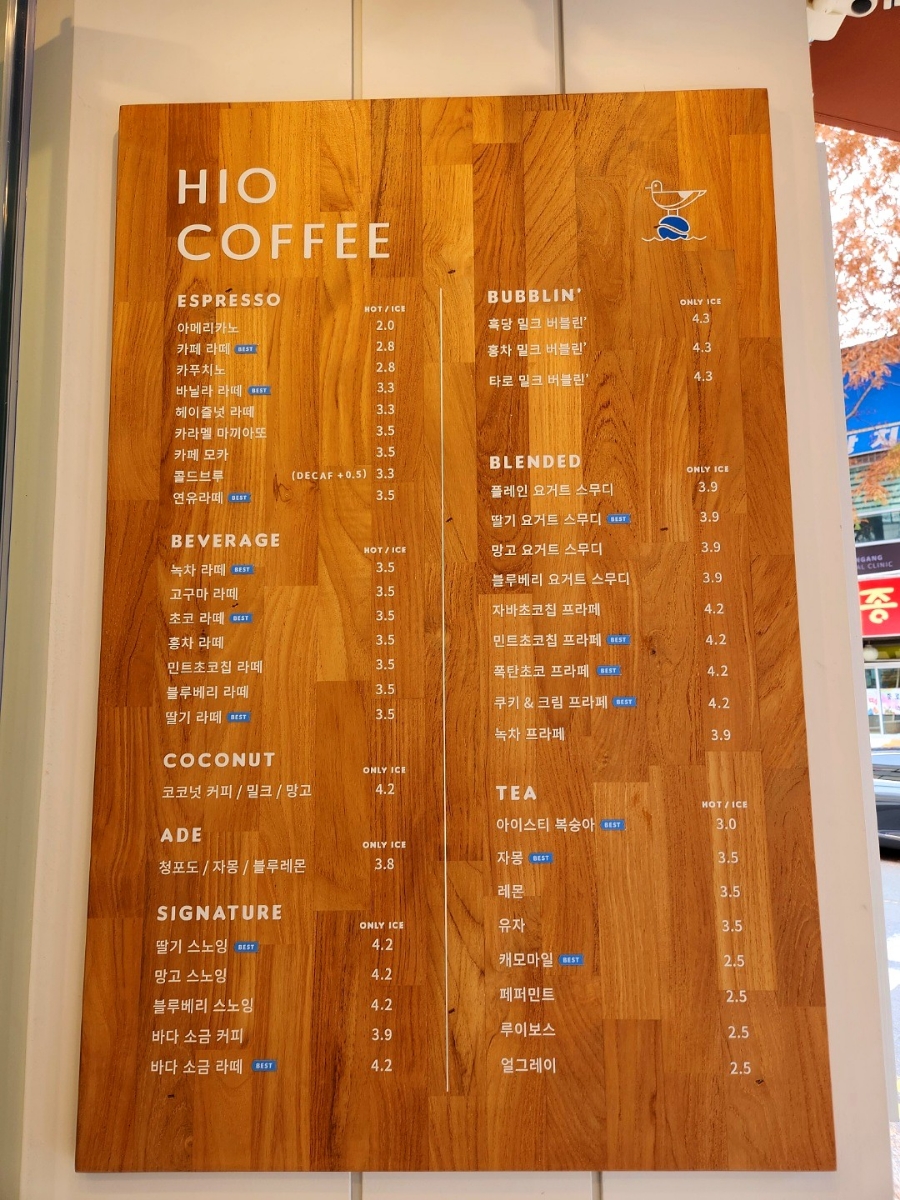 HIO
COFFEE
ESPRESSO
HOT / ICE
아메리카노 2.0
카페 라떼 BEST 2.8
카푸치노 2.8
바닐라 라떼 BEST 3.3
헤이즐넛 라떼 3.3
카라멜 마끼아또 3.5
카페 모카 3.5
콜드브루 (DECAF +0.5) 3.3
연유라떼 BEST 3.5
BEVERAGE
HOT / ICE
녹차 라떼 BEST 3.5
고구마 라떼 3.5
초코 라떼 BEST 3.5
홍차 라떼 3.5
민트초코칩 라떼 3.5
블루베리 라떼 3.5
딸기 라떼 BEST 3.5
COCONUT
ONLY ICE
코코넛 커피 / 밀크 / 망고 4.2
ADE
ONLY ICE
청포도 / 자몽 / 블루레몬 3.8
SIGNATURE
ONLY ICE
딸기 스노잉 BEST 4.2
망고 스노잉 4.2
블루베리 스노잉 4.2
바다 소금 커피 3.9
바다 소금 라떼 BEST 4.2
BUBBLIN'
ONLY ICE
흑당 밀크 버블린' 4.3
홍차 밀크 버블린' 4.3
타로 밀크 버블린' 4.3
BLENDED
ONLY ICE
플레인 요거트 스무디 3.9
딸기 요거트 스무디 BEST 3.9
망고 요거트 스무디 3.9
블루베리 요거트 스무디 3.9
자바초코칩 프라페 4.2
민트초코칩 프라페 BEST 4.2
폭탄초코 프라페 BEST 4.2
쿠키 & 크림 프라페 BEST 4.2
녹차 프라페 3.9
TEA
HOT / ICE
아이스티 복숭아 BEST 3.0
자몽 BEST 3.5
레몬 3.5
유자 3.5
캐모마일 BEST 2.5
페퍼민트 2.5
루이보스 2.5
얼그레이 2.5
CLINIC
종